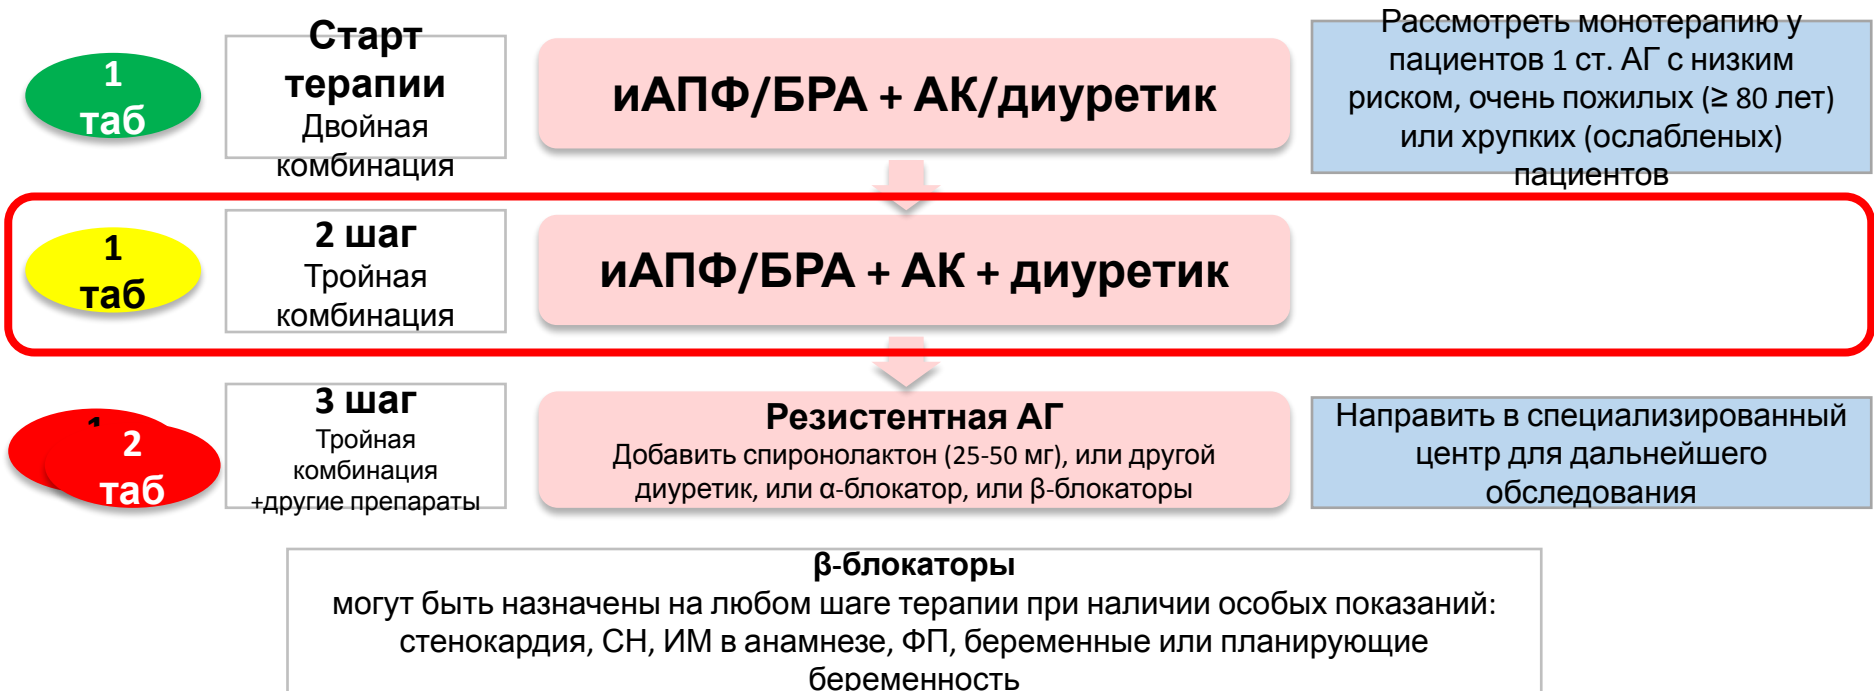 1
таб
Старт
терапии
Двойная
комбинация
иАПФ/БРА + АК/диуретик
Рассмотреть монотерапию у
пациентов 1 ст. АГ с низким
риском, очень пожилых (≥ 80 лет)
или хрупких (ослабленых)
пациентов
1
таб
2 шаг
Тройная
комбинация
иАПФ/БРА + АК + диуретик
1
2
таб
3 шаг
Тройная
комбинация
+другие препараты
Резистентная АГ
Добавить спиронолактон (25-50 мг), или другой
диуретик, или α-блокатор, или β-блокаторы
Направить в специализированный
центр для дальнейшего
обследования
β-блокаторы
могут быть назначены на любом шаге терапии при наличии особых показаний:
стенокардия, СН, ИМ в анамнезе, ФП, беременные или планирующие
беременность